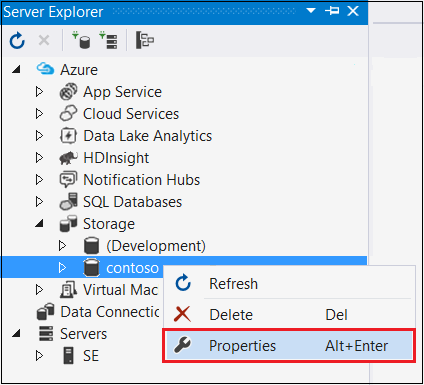 Server Explorer
Azure
App Service
Cloud Services
Data Lake Analytics
HDInsight
Notification Hubs
SQL Databases
Storage
(Development)
contoso
Refresh
Virtual Mac
Delete Del
Data Connectio
Servers
Properties Alt+Enter
SE